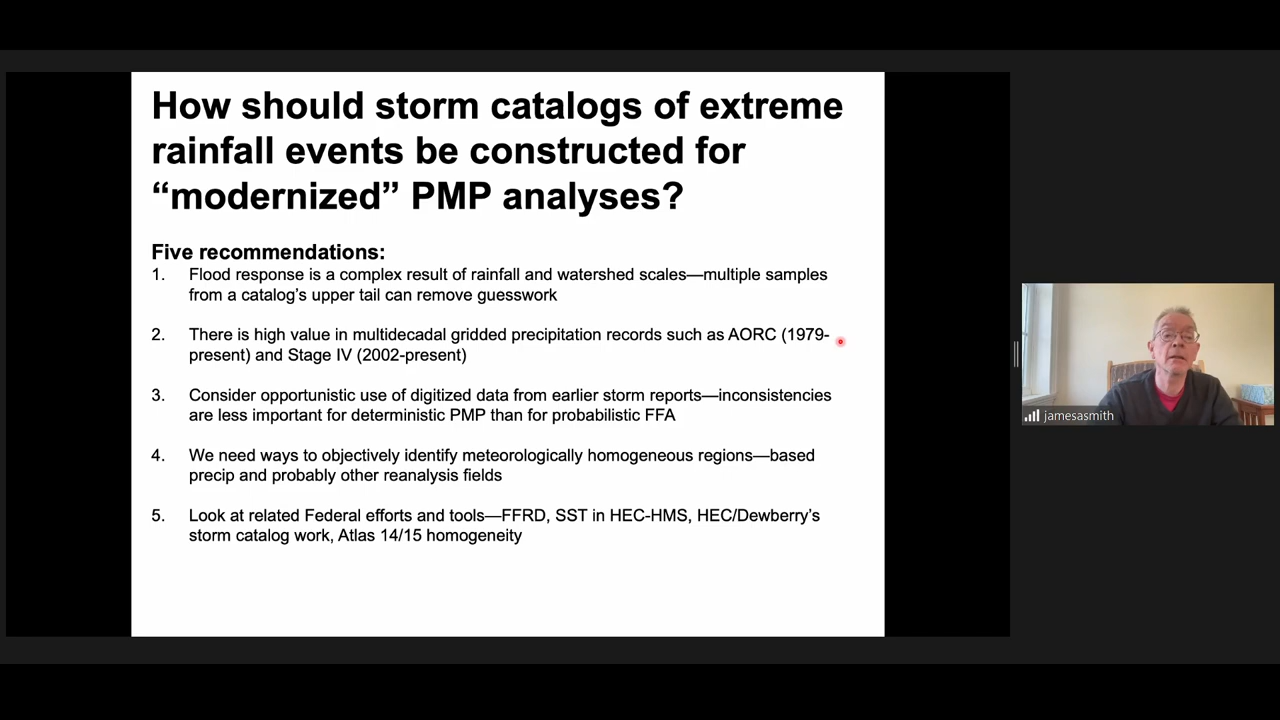 How should storm catalogs of extreme
rainfall events be constructed for
“modernized” PMP analyses?
Five recommendations:
1. Flood response is a complex result of rainfall and watershed scales—multiple samples
from a catalog’s upper tail can remove guesswork
2. There is high value in multidecadal gridded precipitation records such as AORC (1979-
present) and Stage IV (2002-present)
3. Consider opportunistic use of digitized data from earlier storm reports—inconsistencies
are less important for deterministic PMP than for probabilistic FFA
4. We need ways to objectively identify meteorologically homogeneous regions—based
precip and probably other reanalysis fields
5. Look at related Federal efforts and tools—FFRD, SST in HEC-HMS, HEC/Dewberry’s
storm catalog work, Atlas 14/15 homogeneity
jamesasmith